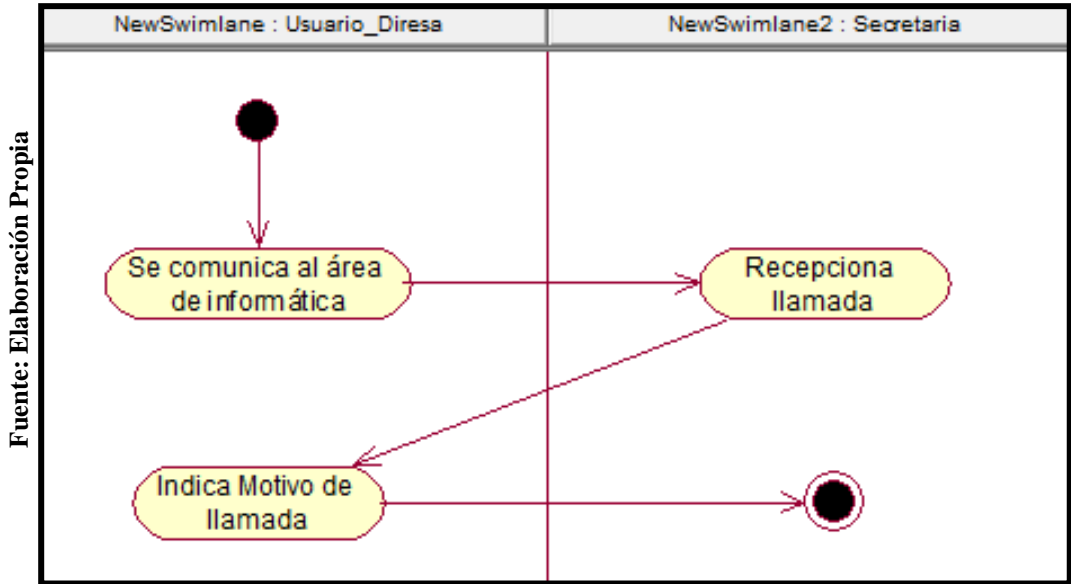 NewSwimlane : Usuario_Diresa
NewSwimlane2 : Secretaria
Fuente: Elaboración Propia
Se comunica al área
de informática
Recepciona
llamada
Indica Motivo de
llamada